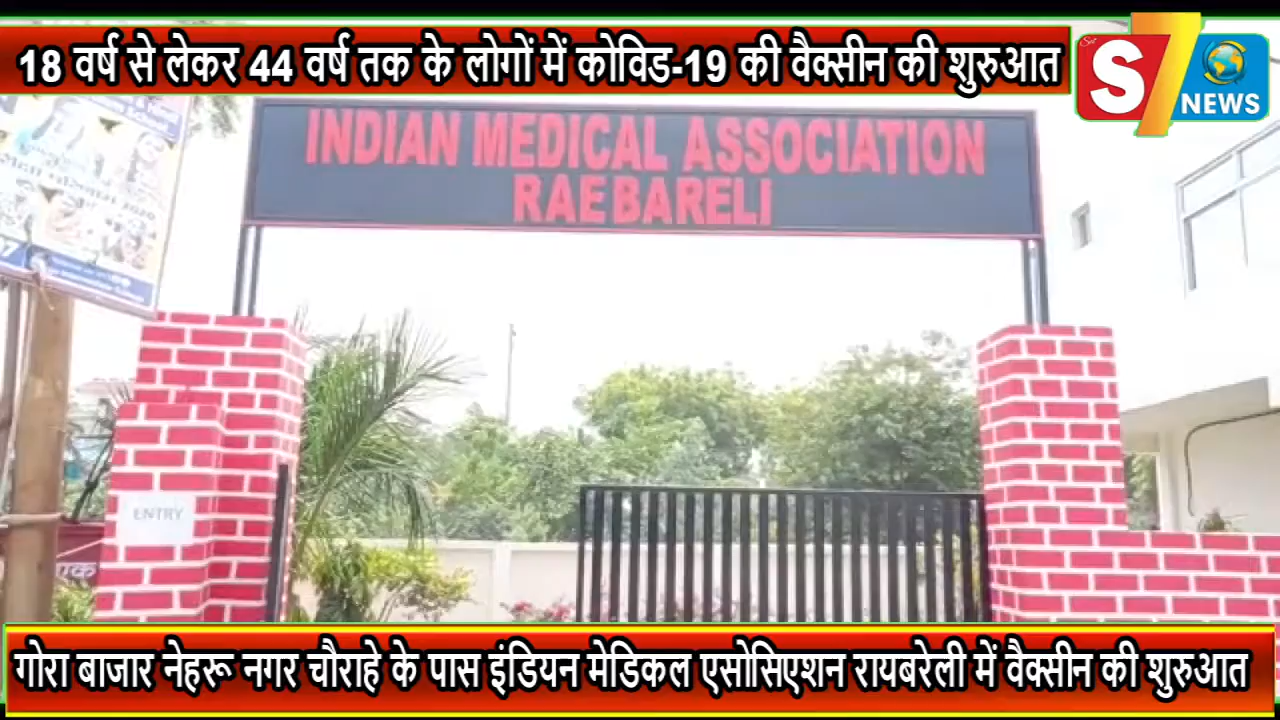 18 वर्ष से लेकर 44 वर्ष तक के लोगों में कोविड-19 की वैक्सीन की शुरुआत
S7
NEWS
INDIAN MEDICAL ASSOCIATION
RAEBARELI
ENTRY
एक
गोरा बाजार नेहरू नगर चौराहे के पास इंडियन मेडिकल एसोसिएशन रायबरेली में वैक्सीन की शुरुआत